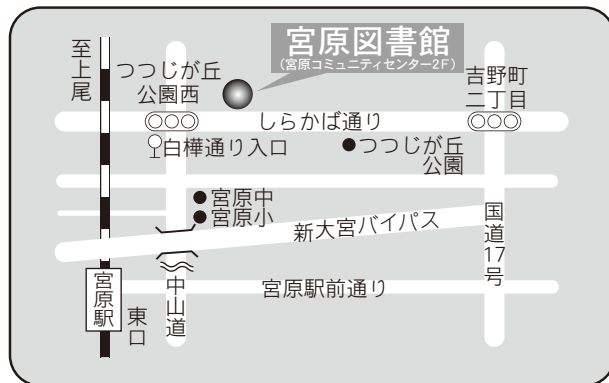 至上尾
つつじが丘
公園西
宮原図書館
(宮原コミュニティセンター2F)
吉野町
二丁目
しらかば通り
白樺通り入口
つつじが丘
公園
宮原中
宮原小
新大宮バイパス
国道17号
宮原駅
東口
中山道
宮原駅前通り